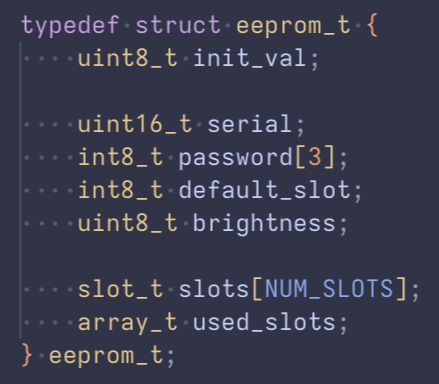 typedef struct eeprom_t {
    uint8_t init_val;

    uint16_t serial;
    int8_t password[3];
    int8_t default_slot;
    uint8_t brightness;

    slot_t slots[NUM_SLOTS];
    array_t used_slots;
} eeprom_t;